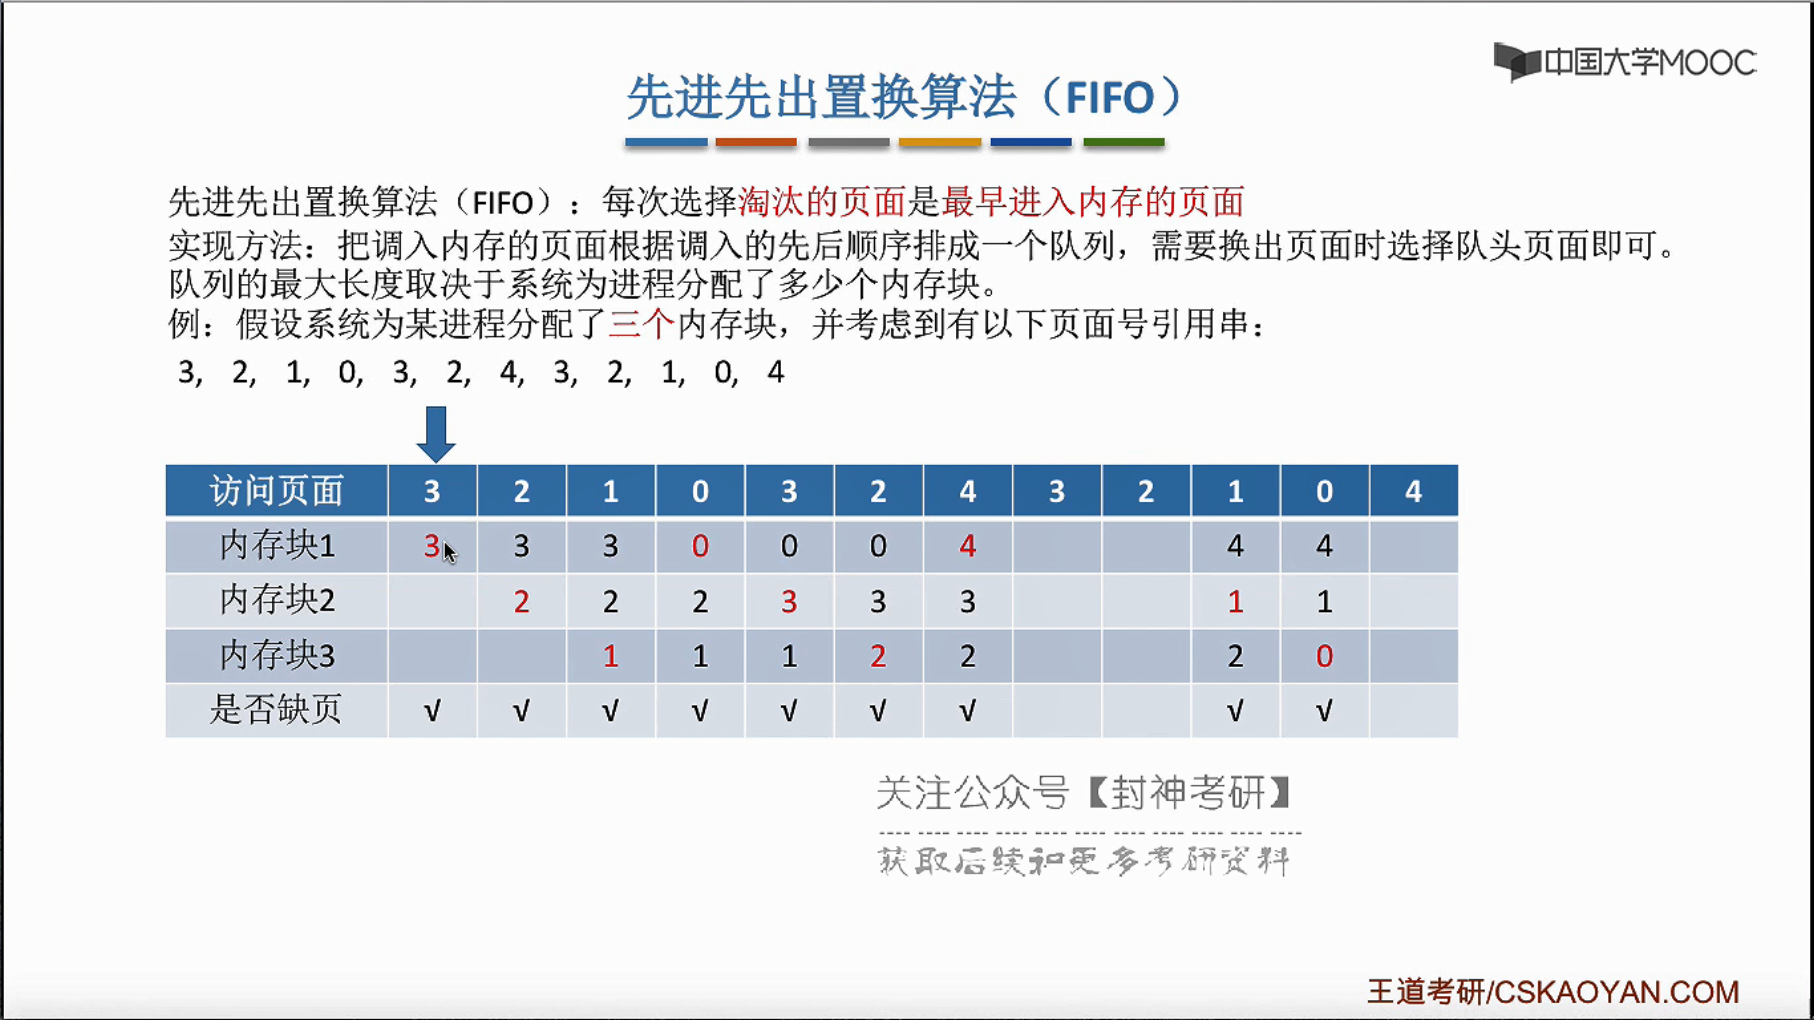 中国大学MOOC
先进先出置换算法（FIFO）
先进先出置换算法（FIFO）：每次选择淘汰的页面是最早进入内存的页面
实现方法：把调入内存的页面根据调入的先后顺序排成一个队列，需要换出页面时选择队头页面即可。
队列的最大长度取决于系统为进程分配了多少个内存块。
例：假设系统为某进程分配了三个内存块，并考虑到有以下页面号引用串：
3, 2, 1, 0, 3, 2, 4, 3, 2, 1, 0, 4
访问页面 3 2 1 0 3 2 4 3 2 1 0 4
内存块1 3 3 3 0 0 0 4 4 4
内存块2 2 2 2 3 3 3 1 1
内存块3 1 1 1 2 2 2 0
是否缺页 √ √ √ √ √ √ √ √ √
关注公众号【封神考研】
获取后续和更多考研资料
王道考研/CSKAOYAN.COM